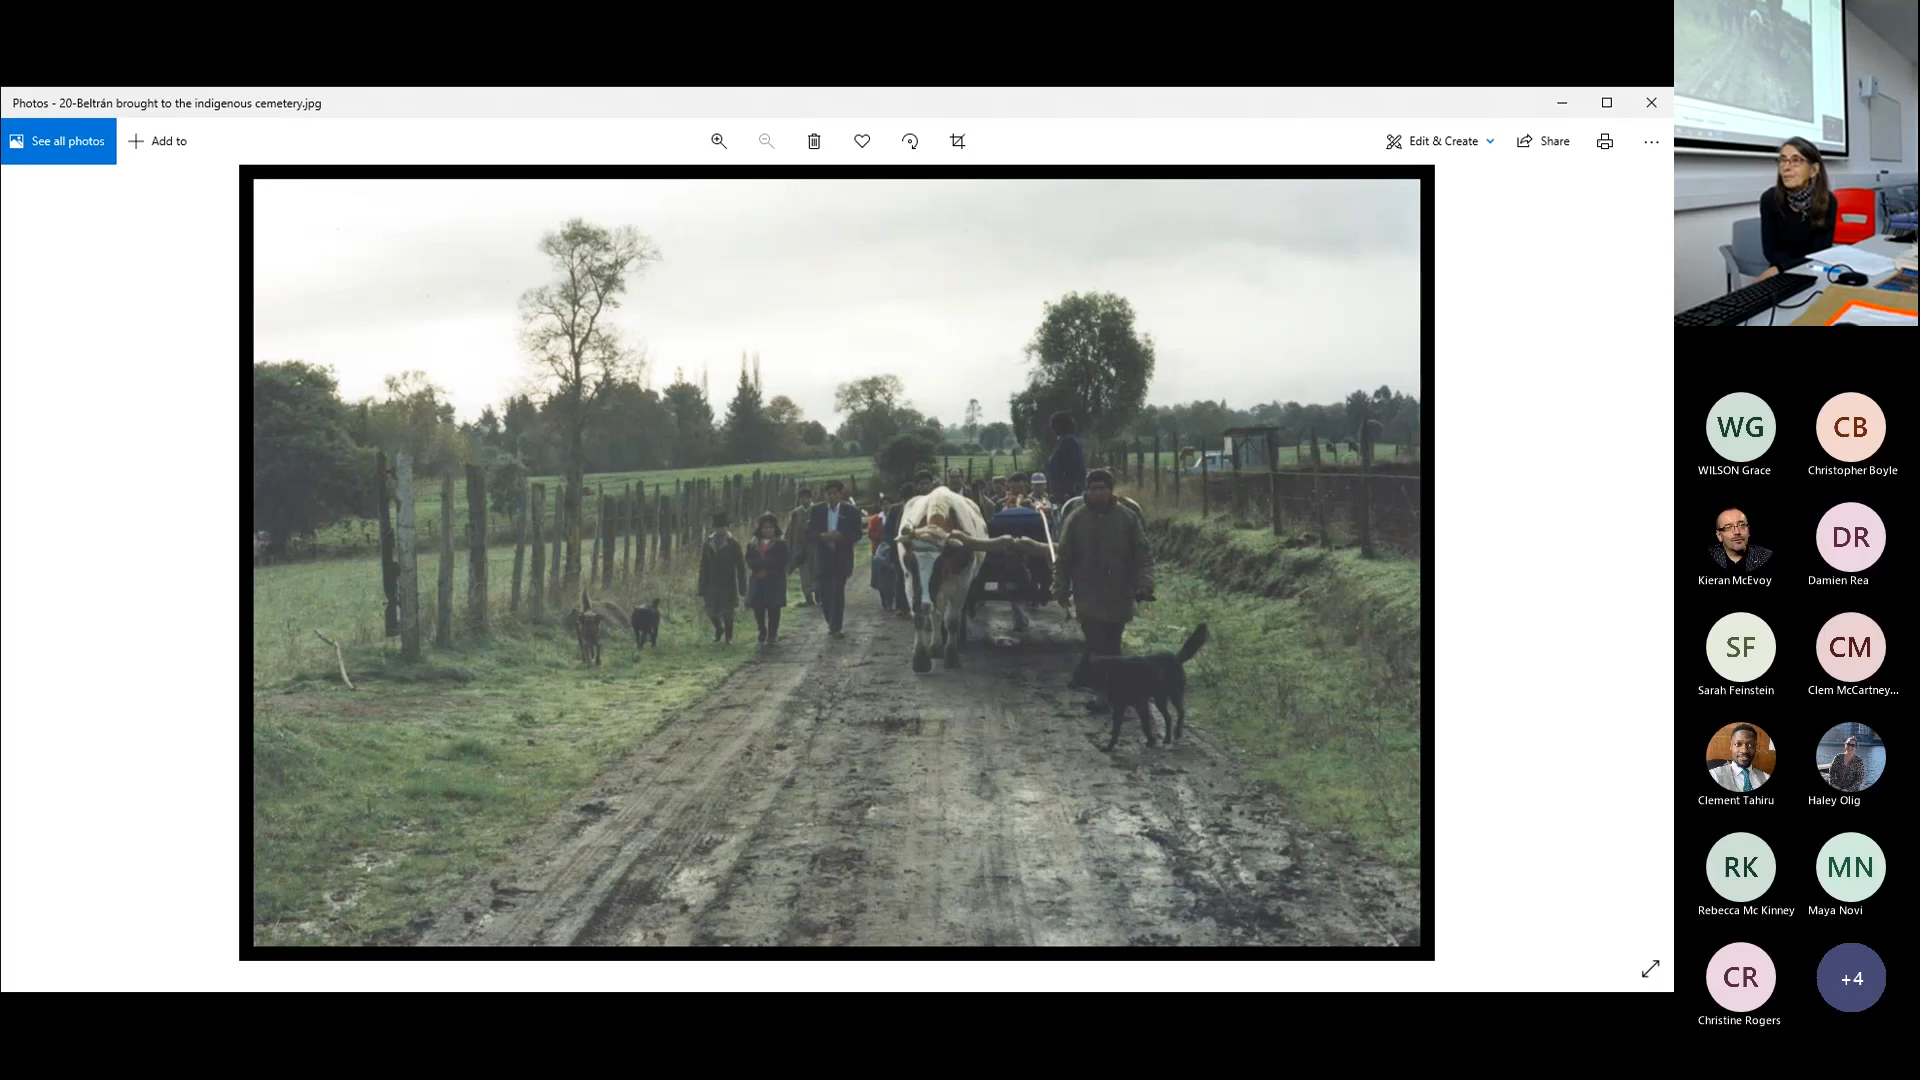 Photos - 20-Beltrán brought to the indigenous cemetery.jpg
See all photos
Add to
Edit & Create
Share
WG
CB
WILSON Grace
Christopher Boyle
DR
Kieran McEvoy
Damien Rea
SF
CM
Sarah Feinstein
Clem McCartney...
Clement Tahiru
Haley Olig
RK
MN
Rebecca Mc Kinney
Maya Novi
CR
+4
Christine Rogers